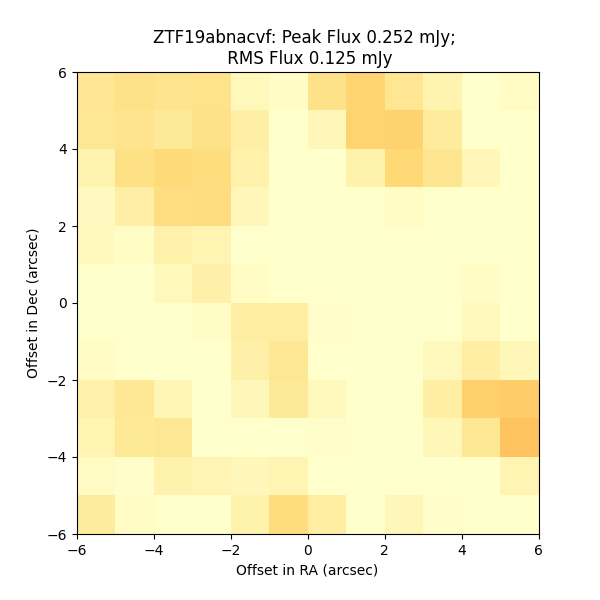 ZTF19abnacvf: Peak Flux 0.252 mJy;
RMS Flux 0.125 mJy
6
4
2
0
−2
−4
−6
Offset in Dec (arcsec)
−6 −4 −2 0 2 4 6
Offset in RA (arcsec)